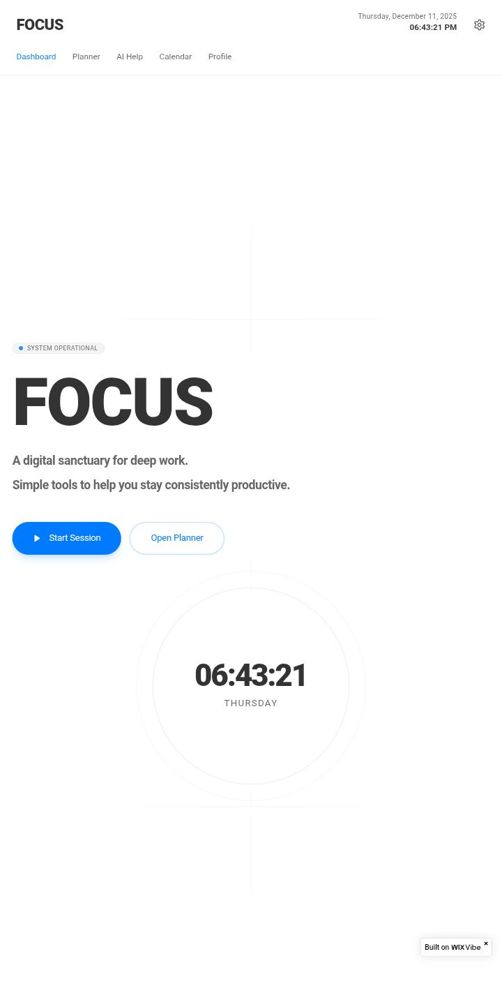 FOCUS
Thursday, December 11, 2025
06:43:21 PM
Dashboard Planner AI Help Calendar Profile
SYSTEM OPERATIONAL
FOCUS
A digital sanctuary for deep work.
Simple tools to help you stay consistently productive.
Start Session Open Planner
06:43:21
THURSDAY
Built on WIX Vibe ×